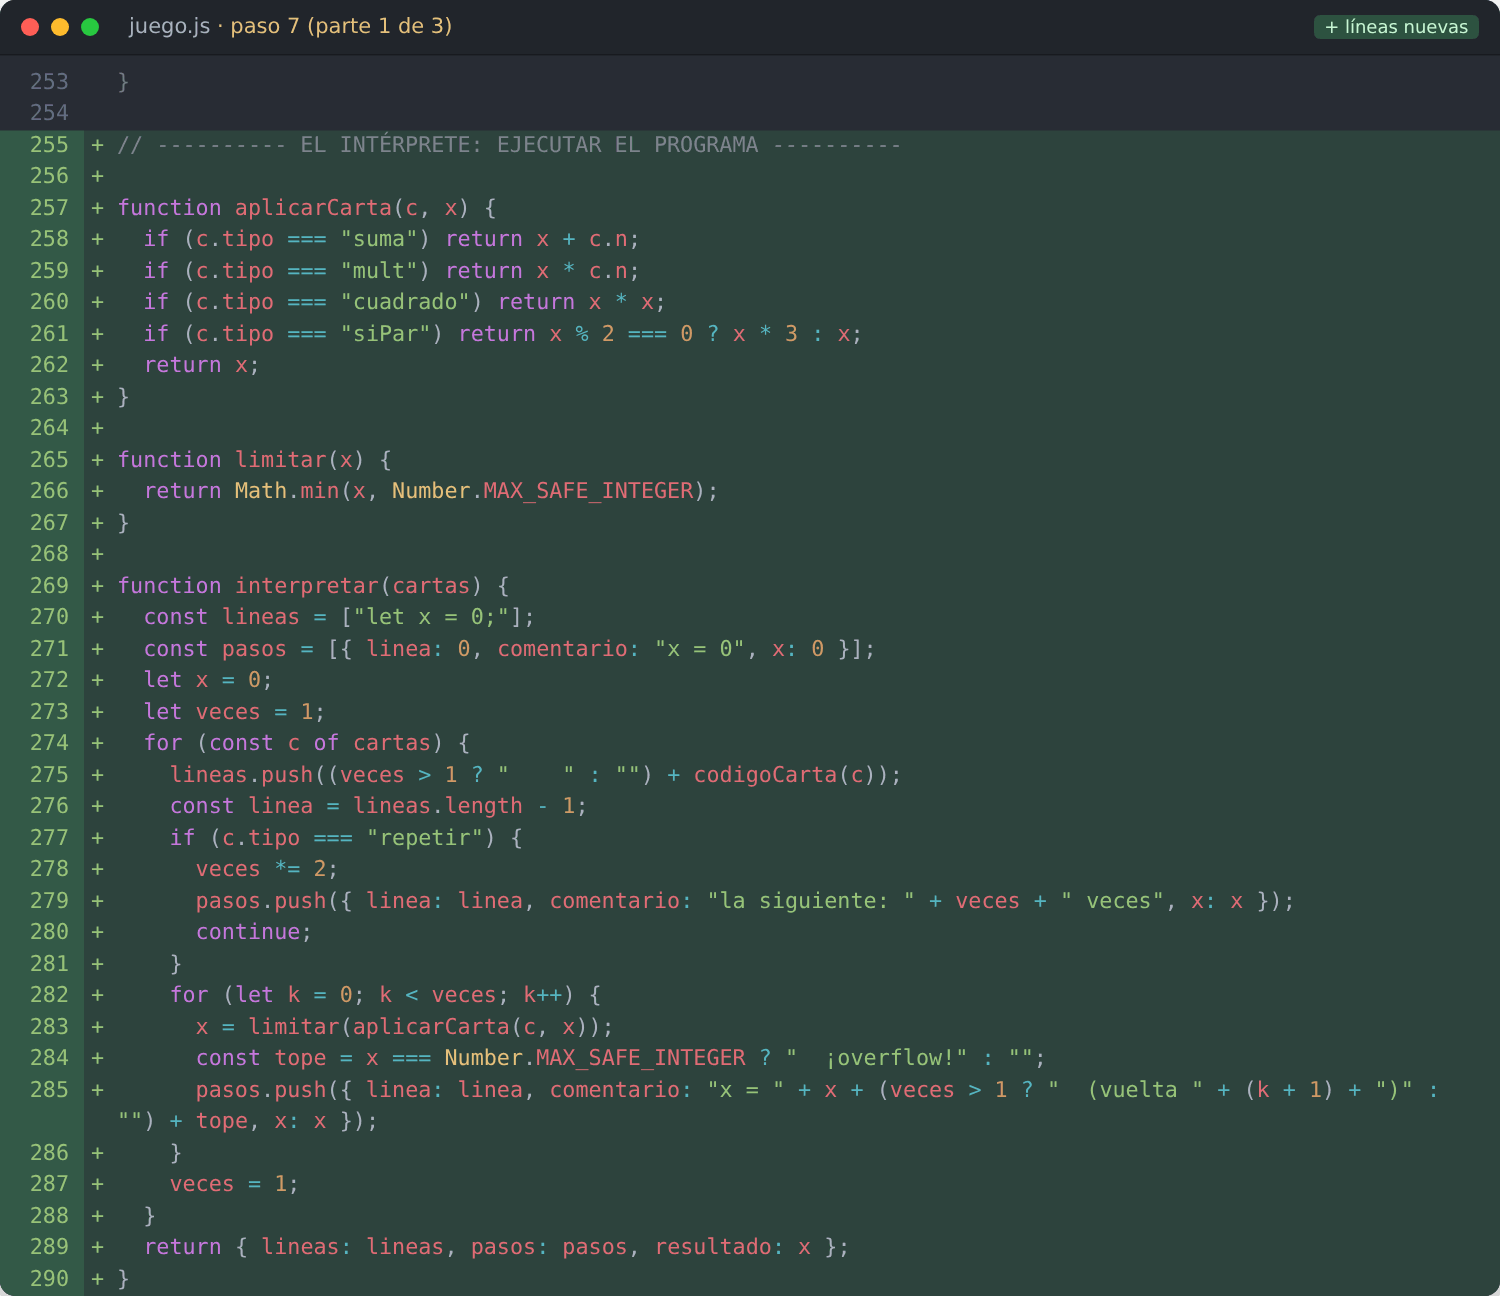 juego.js · paso 7 (parte 1 de 3)
+ líneas nuevas
253 }
254
255 + // ---------- EL INTÉRPRETE: EJECUTAR EL PROGRAMA ----------
256 +
257 + function aplicarCarta(c, x) {
258 +   if (c.tipo === "suma") return x + c.n;
259 +   if (c.tipo === "mult") return x * c.n;
260 +   if (c.tipo === "cuadrado") return x * x;
261 +   if (c.tipo === "siPar") return x % 2 === 0 ? x * 3 : x;
262 +   return x;
263 + }
264 +
265 + function limitar(x) {
266 +   return Math.min(x, Number.MAX_SAFE_INTEGER);
267 + }
268 +
269 + function interpretar(cartas) {
270 +   const lineas = ["let x = 0;"];
271 +   const pasos = [{ linea: 0, comentario: "x = 0", x: 0 }];
272 +   let x = 0;
273 +   let veces = 1;
274 +   for (const c of cartas) {
275 +     lineas.push((veces > 1 ? "    " : "") + codigoCarta(c));
276 +     const linea = lineas.length - 1;
277 +     if (c.tipo === "repetir") {
278 +       veces *= 2;
279 +       pasos.push({ linea: linea, comentario: "la siguiente: " + veces + " veces", x: x });
280 +       continue;
281 +     }
282 +     for (let k = 0; k < veces; k++) {
283 +       x = limitar(aplicarCarta(c, x));
284 +       const tope = x === Number.MAX_SAFE_INTEGER ? "  ¡overflow!" : "";
285 +       pasos.push({ linea: linea, comentario: "x = " + x + (veces > 1 ? "  (vuelta " + (k + 1) + ")" :
"") + tope, x: x });
286 +     }
287 +     veces = 1;
288 +   }
289 +   return { lineas: lineas, pasos: pasos, resultado: x };
290 + }